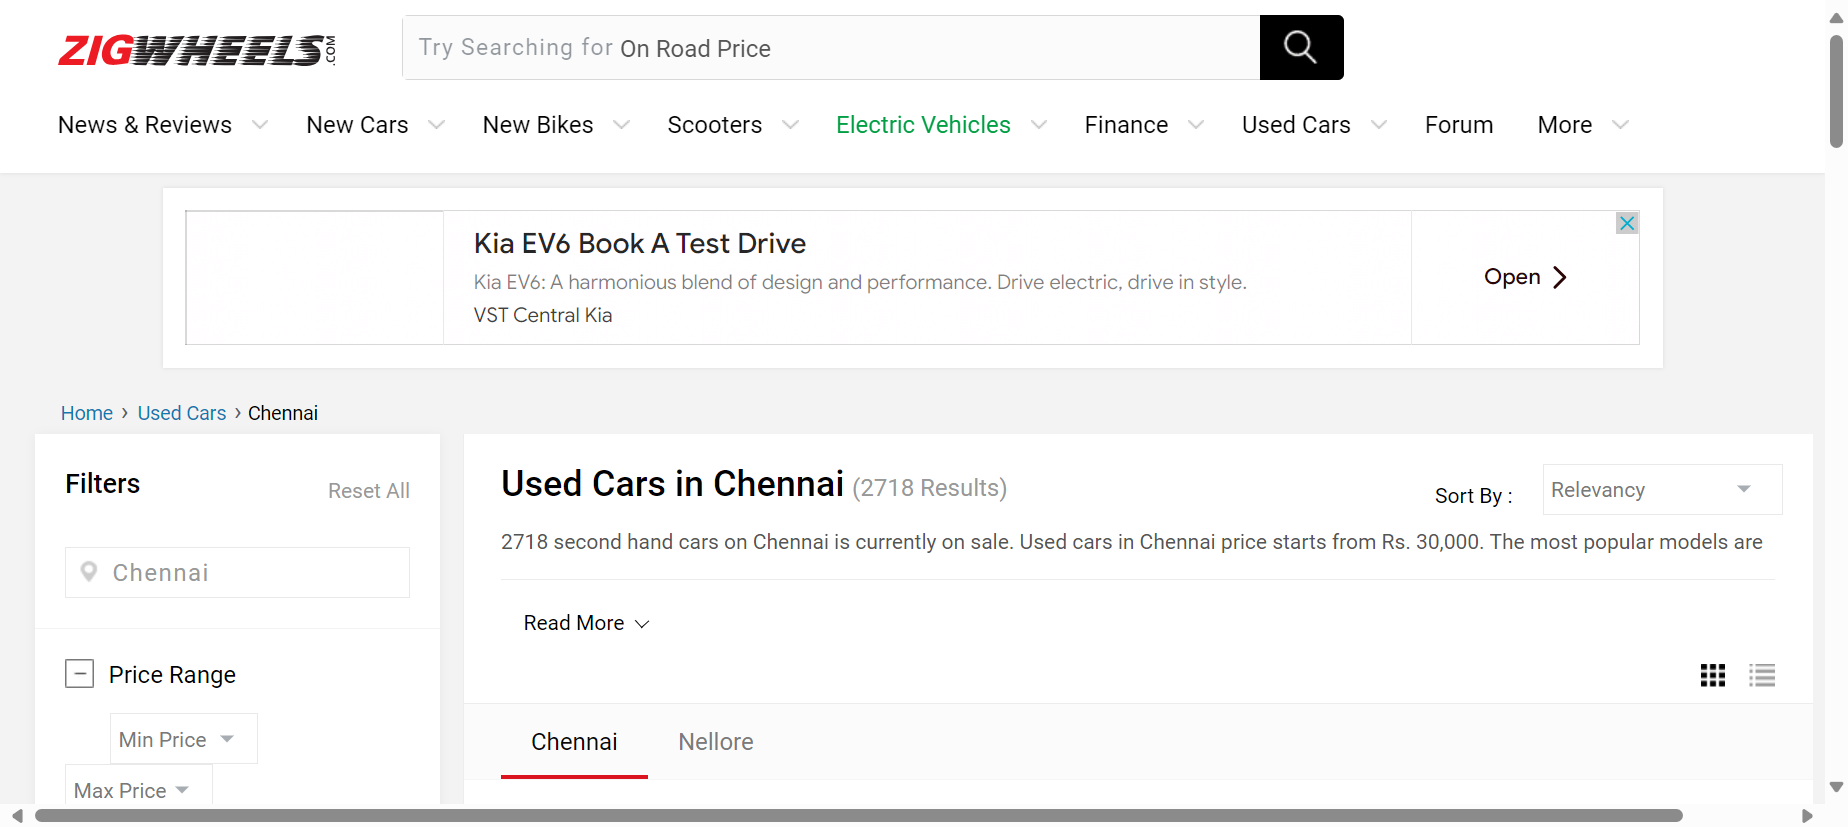 ZIGWHEELS.COM
Try Searching for On Road Price
News & Reviews New Cars New Bikes Scooters Electric Vehicles Finance Used Cars Forum More
Kia EV6 Book A Test Drive
Kia EV6: A harmonious blend of design and performance. Drive electric, drive in style.
VST Central Kia
Open
Home › Used Cars › Chennai
Filters
Reset All
Chennai
Price Range
Min Price
Max Price
Used Cars in Chennai (2718 Results)
Sort By :
Relevancy
2718 second hand cars on Chennai is currently on sale. Used cars in Chennai price starts from Rs. 30,000. The most popular models are
Read More
Chennai Nellore